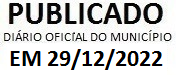 PUBLICADO
DIÁRIO OFICIAL DO MUNICÍPIO
EM 29/12/2022